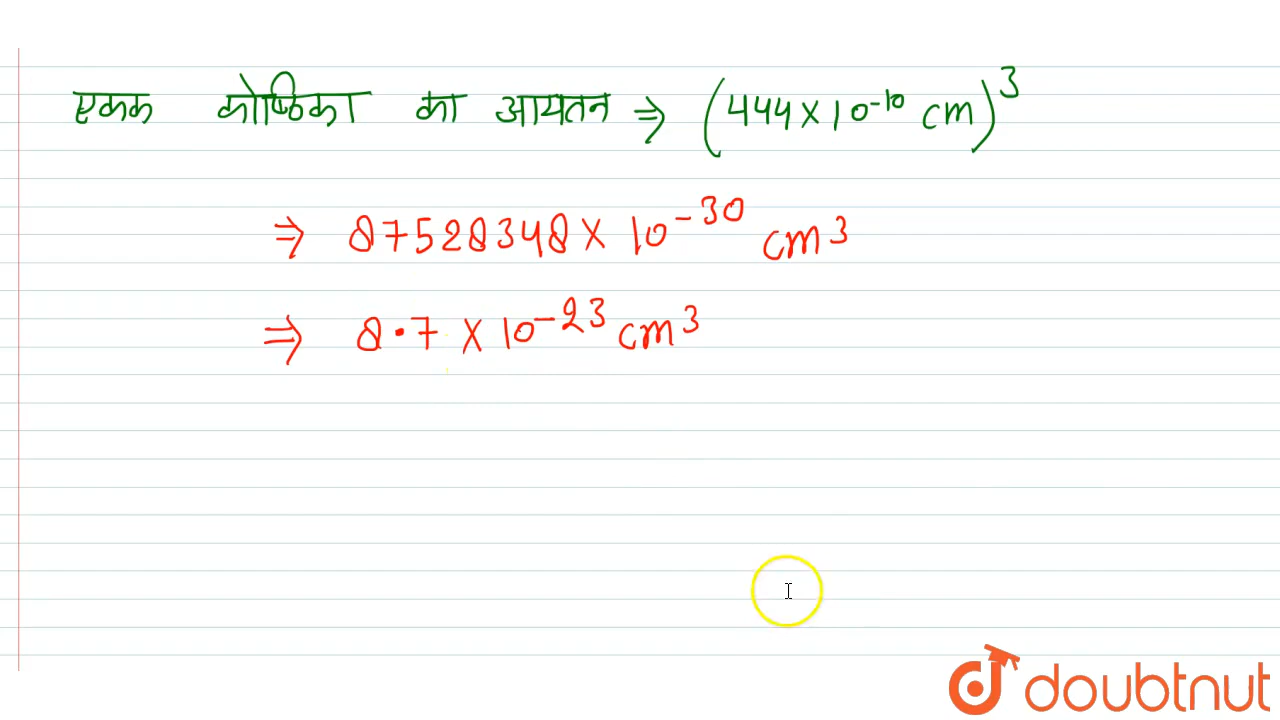 एकक कोष्ठिका का आयतन ⇒ (444×10⁻¹⁰ cm)³
⇒ 87528348 × 10⁻³⁰ cm³
⇒ 8.7 × 10⁻²³ cm³
doubtnut